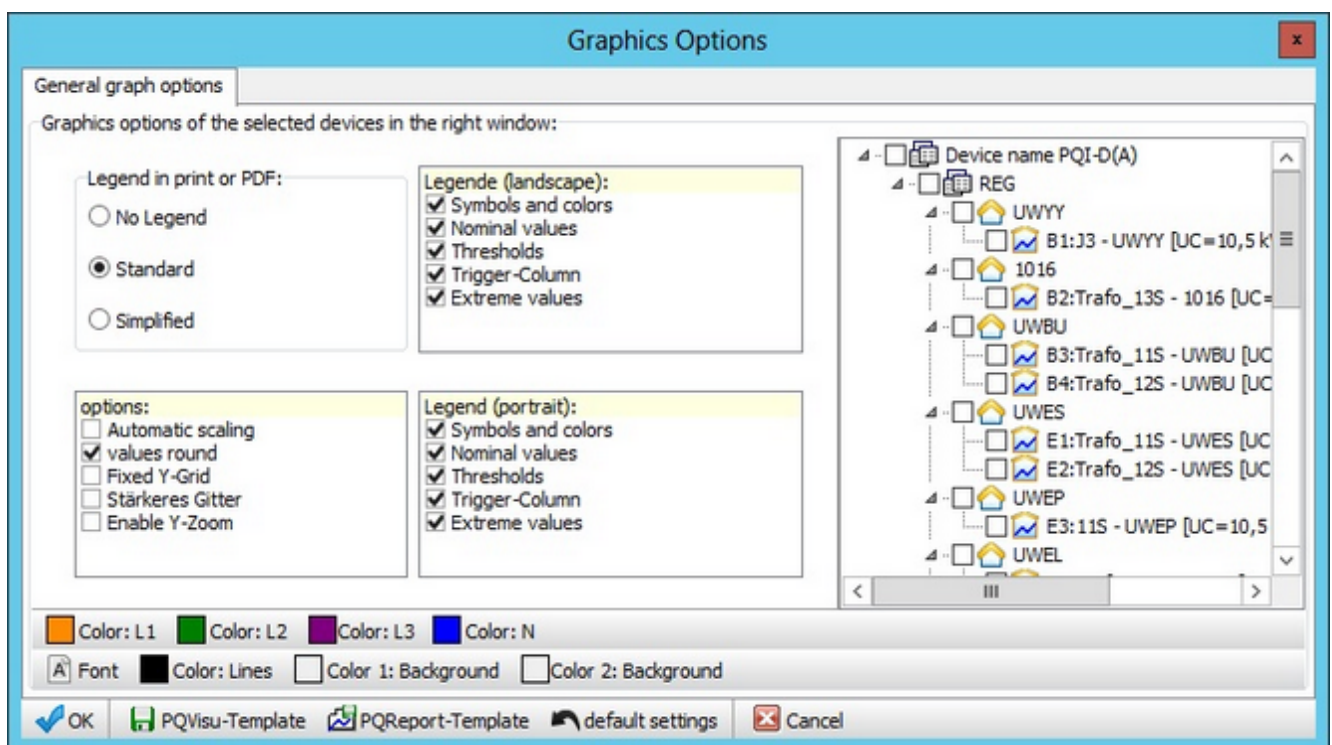 Graphics Options
x
General graph options
Graphics options of the selected devices in the right window:
Legend in print or PDF:
No Legend
Standard
Simplified
Legende (landscape):
Symbols and colors
Nominal values
Thresholds
Trigger-Column
Extreme values
options:
Automatic scaling
values round
Fixed Y-Grid
Stärkeres Gitter
Enable Y-Zoom
Legend (portrait):
Symbols and colors
Nominal values
Thresholds
Trigger-Column
Extreme values
Device name PQI-D(A)
REG
UWYY
B1:J3 - UWYY [UC=10,5 k
1016
B2:Trafo_13S - 1016 [UC=
UWBU
B3:Trafo_11S - UWBU [UC
B4:Trafo_12S - UWBU [UC
UWES
E1:Trafo_11S - UWES [UC
E2:Trafo_12S - UWES [UC
UWEP
E3:11S - UWEP [UC=10,5
UWEL
Color: L1 Color: L2 Color: L3 Color: N
A Font Color: Lines Color 1: Background Color 2: Background
OK PQVisu-Template PQReport-Template default settings Cancel